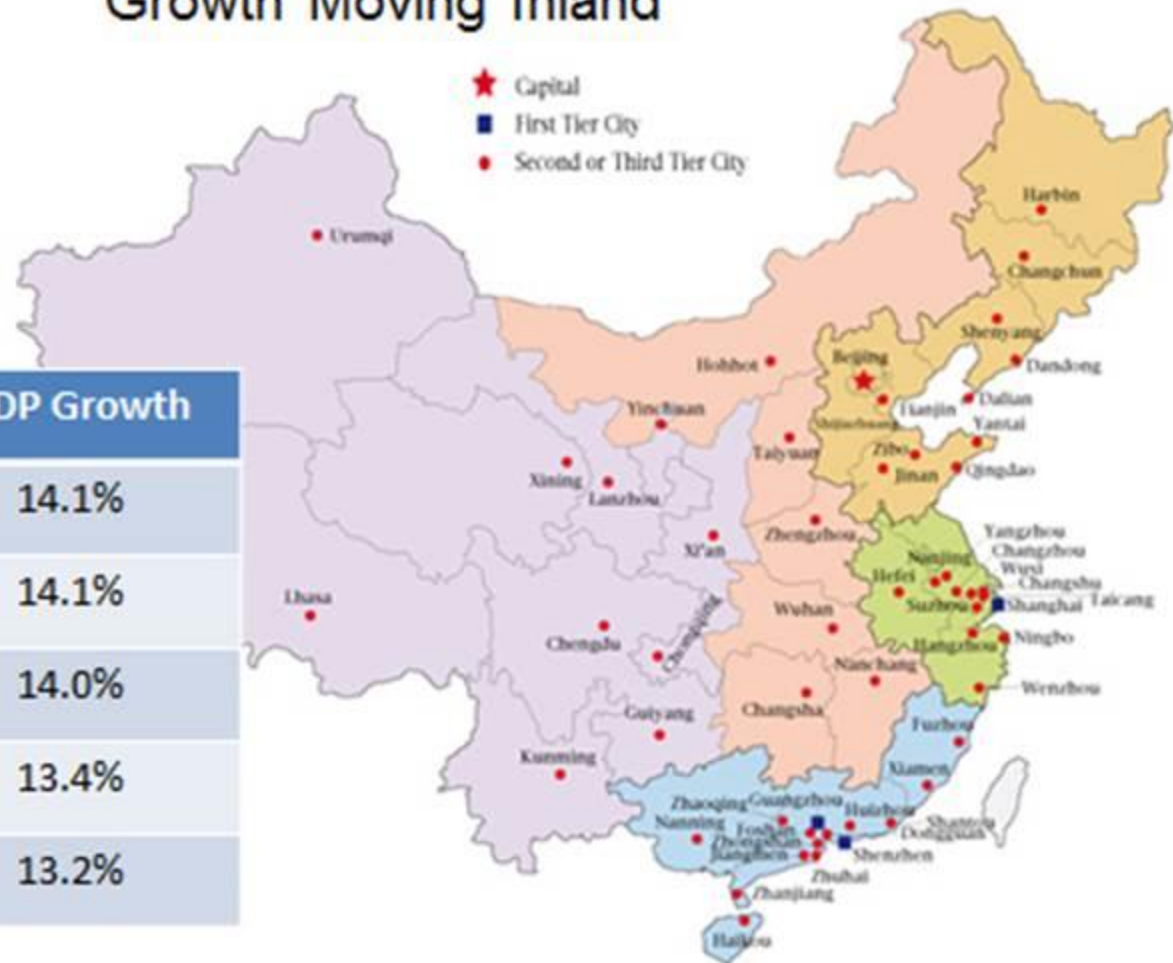 Growth Moving Inland
Capital
First Tier City
Second or Third Tier City
Harbin
Urumqi
Changchun
Shenyang
Beijing
Hohhot
Dandong
DP Growth
Dalian
Tianjin
Yinchuan
Shijiazhuang
Yantai
Taiyuan
Zibo
Qingdao
Jinan
Xining
Lanzhou
14.1%
Zhengzhou
Yangzhou
Xi'an
Changzhou
Nanjing
Wuxi
Hefei
Changshu
14.1%
Lhasa
Suzhou
Shanghai
Taicang
Wuhan
Chongqing
Chengdu
Hangzhou
Ningbo
Nanchang
14.0%
Wenzhou
Changsha
Guiyang
Fuzhou
Kunming
Xiamen
13.4%
Zhaoqing
Guangzhou
Huizhou
Nanning
Foshan
Shantou
Dongguan
Zhongshan
Jiangmen
Shenzhen
13.2%
Zhuhai
Zhanjiang
Haikou